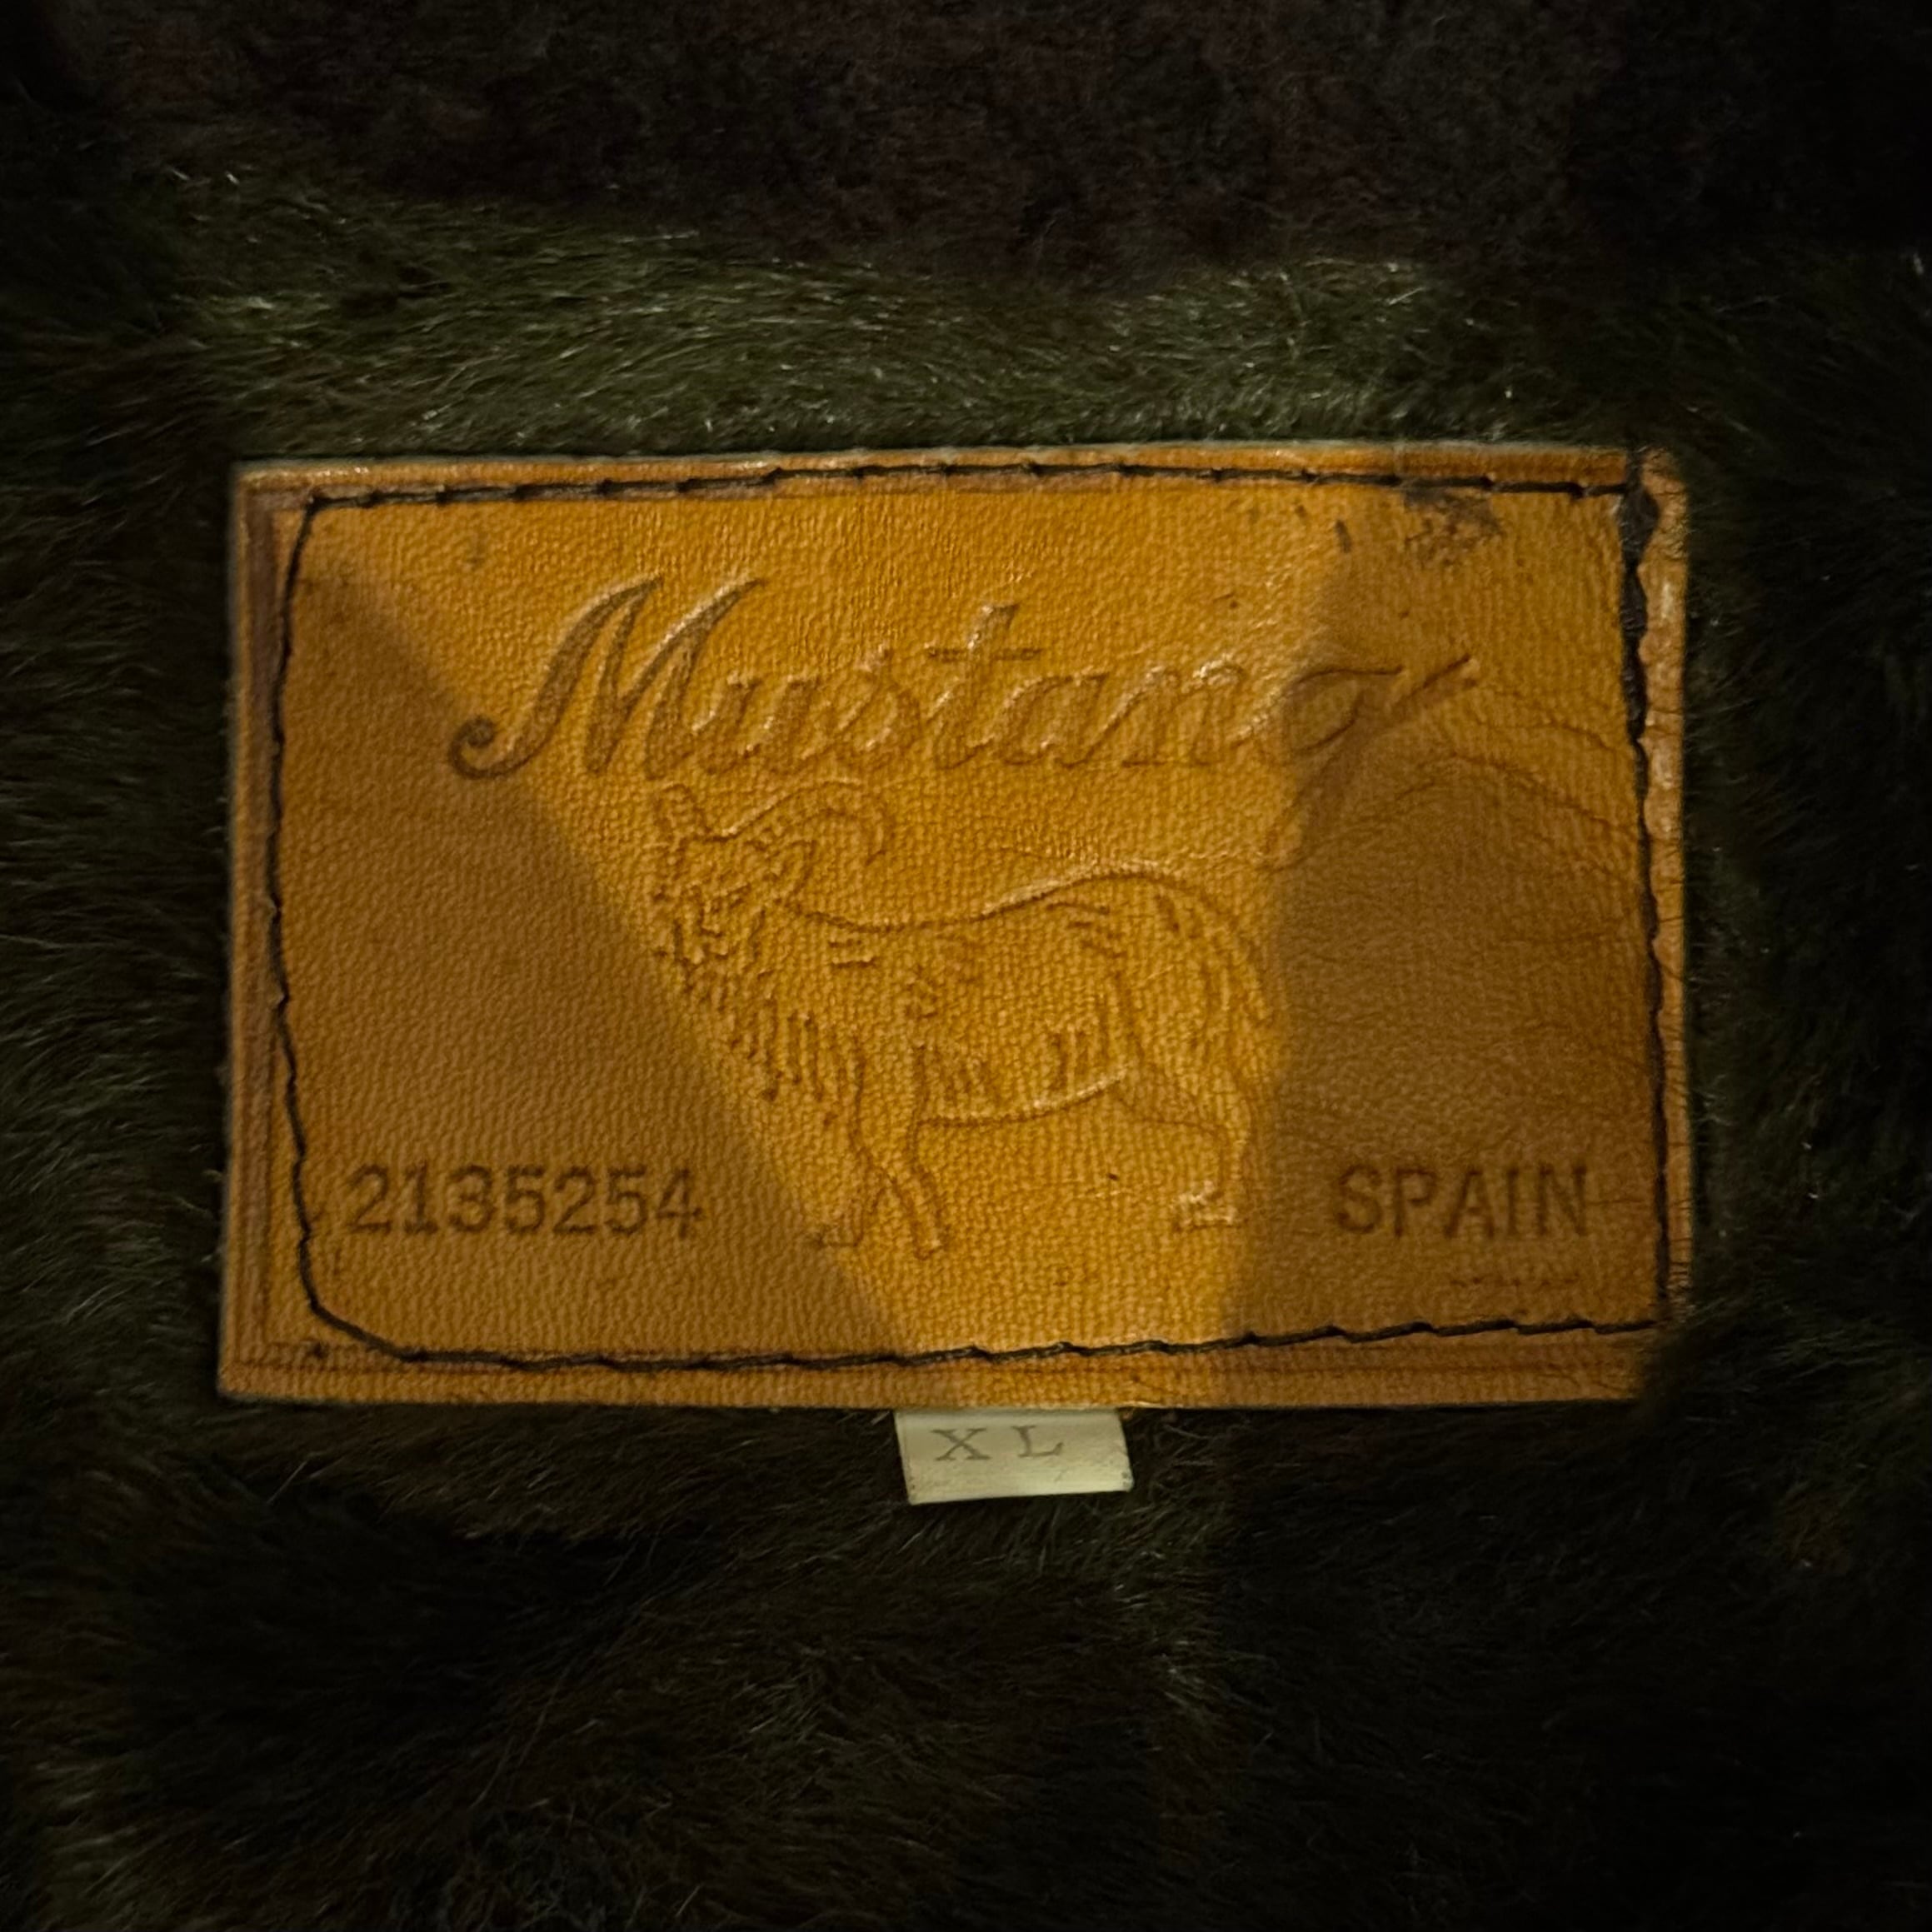 Mustang
2135254
SPAIN
XL